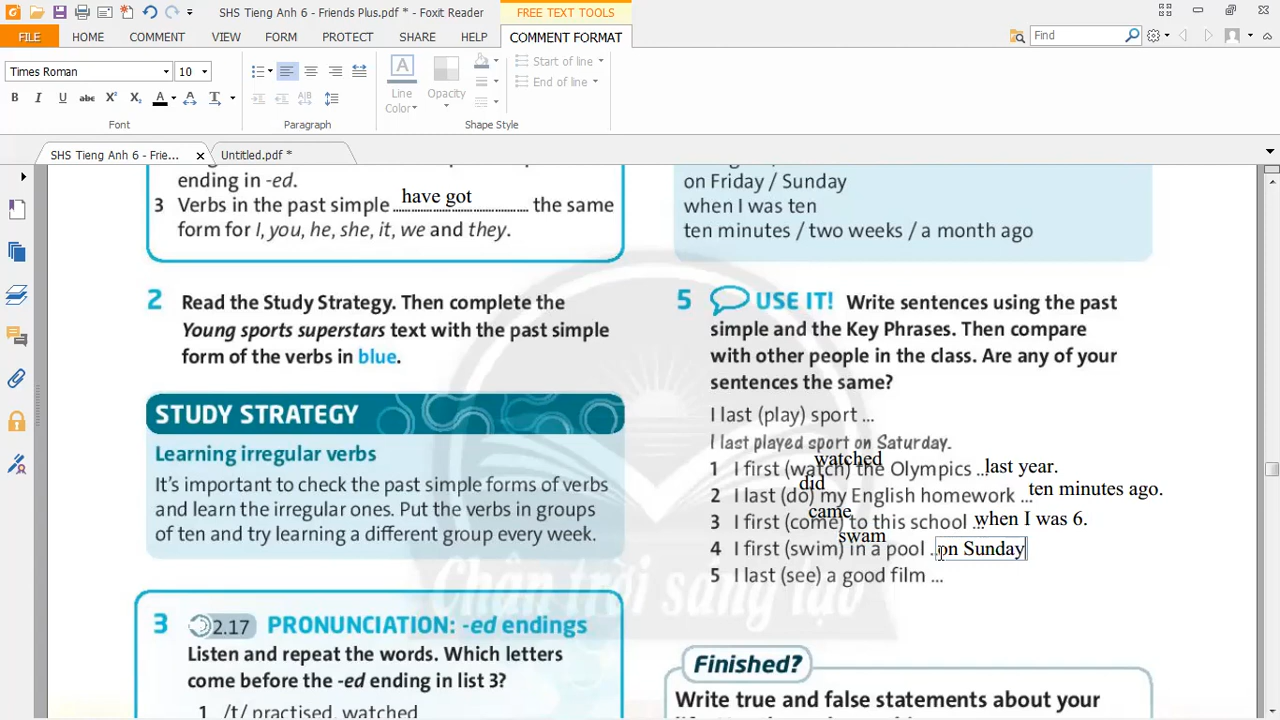 SHS Tieng Anh 6 - Friends Plus.pdf * - Foxit Reader
FREE TEXT TOOLS
FILE HOME COMMENT VIEW FORM PROTECT SHARE HELP COMMENT FORMAT
Find
Times Roman 10
Line Color
Opacity
Start of line
End of line
Font
Paragraph
Shape Style
SHS Tieng Anh 6 - Frie... x
Untitled.pdf *
ending in -ed.
3 Verbs in the past simple have got the same
form for I, you, he, she, it, we and they.
2 Read the Study Strategy. Then complete the
Young sports superstars text with the past simple
form of the verbs in blue.
STUDY STRATEGY
Learning irregular verbs
It's important to check the past simple forms of verbs
and learn the irregular ones. Put the verbs in groups
of ten and try learning a different group every week.
3 2.17 PRONUNCIATION: -ed endings
Listen and repeat the words. Which letters
come before the -ed ending in list 3?
1 /t/ practised, watched
on Friday / Sunday
when I was ten
ten minutes / two weeks / a month ago
5 USE IT! Write sentences using the past
simple and the Key Phrases. Then compare
with other people in the class. Are any of your
sentences the same?
I last (play) sport ...
I last played sport on Saturday.
watched
1 I first (watch) the Olympics ... last year.
did
2 I last (do) my English homework ... ten minutes ago.
came
3 I first (come) to this school ... when I was 6.
swam
4 I first (swim) in a pool ... on Sunday
5 I last (see) a good film ...
Finished?
Write true and false statements about your
Chân trời sáng tạo